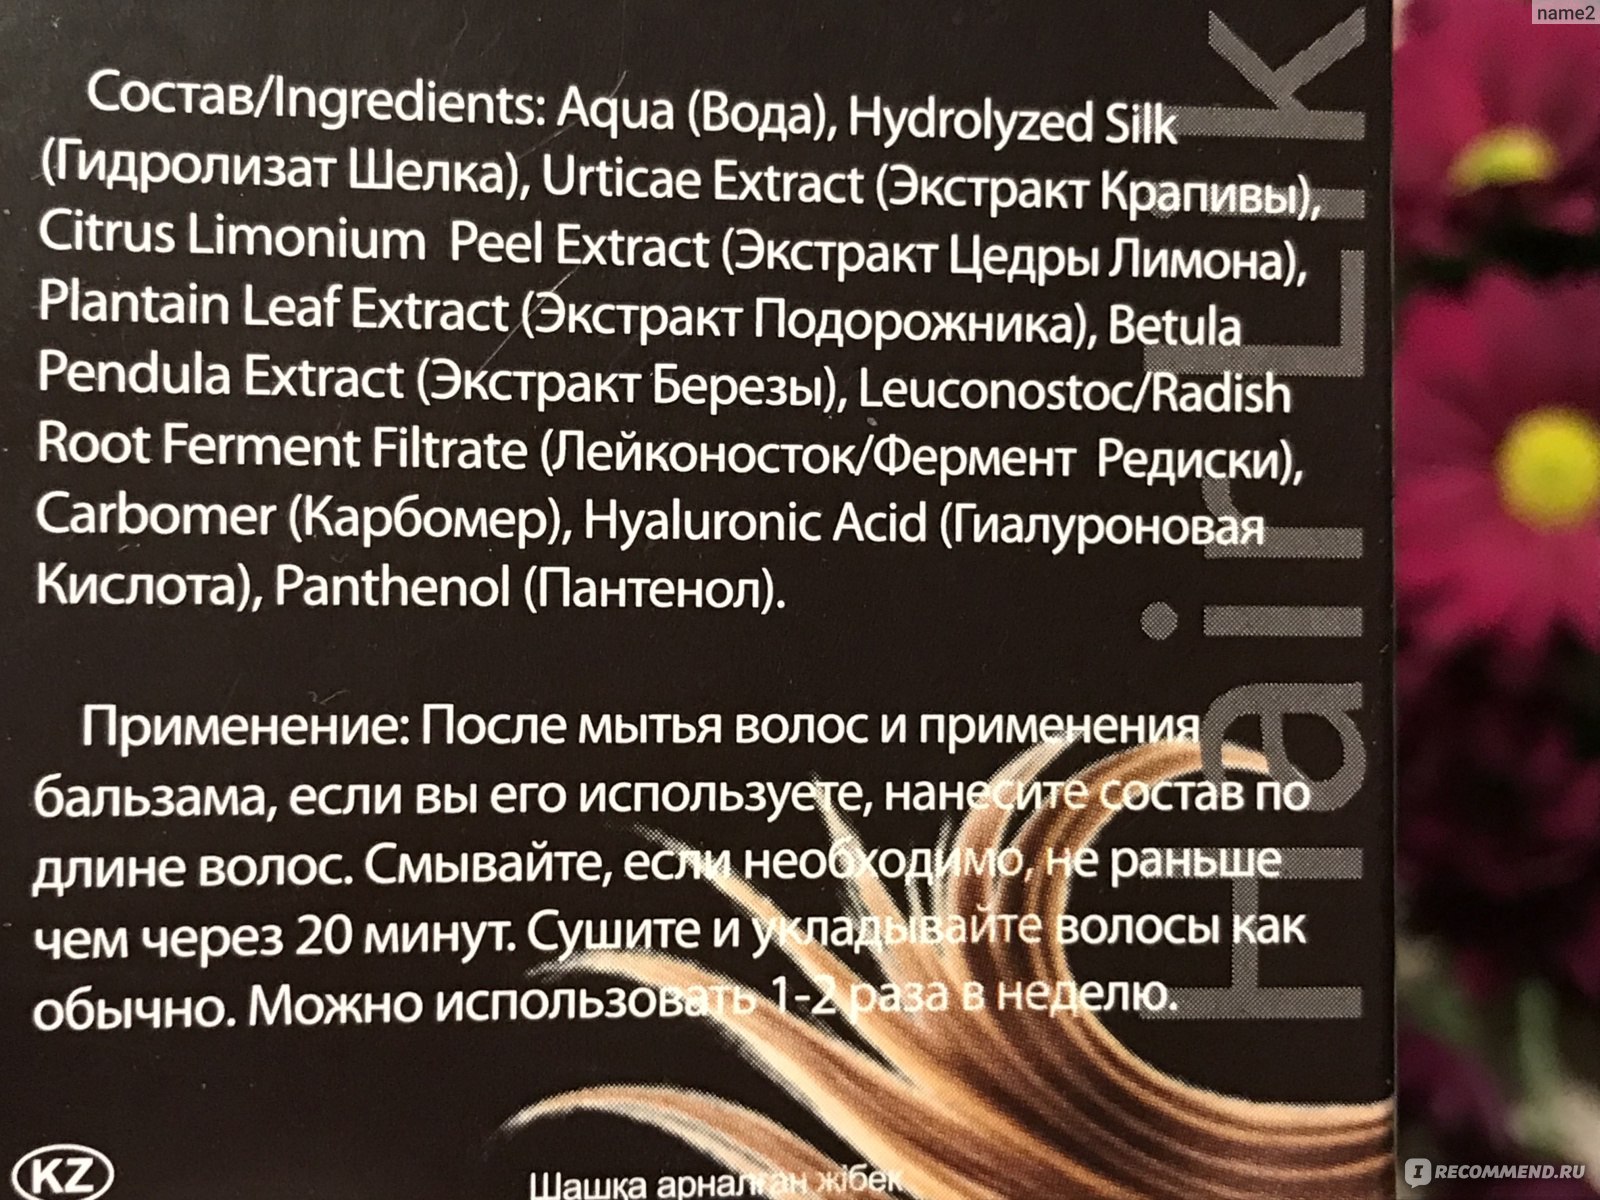 name2
Состав/Ingredients: Aqua (Вода), Hydrolyzed Silk
(Гидролизат Шелка), Urticae Extract (Экстракт Крапивы),
Citrus Limonium Peel Extract (Экстракт Цедры Лимона),
Plantain Leaf Extract (Экстракт Подорожника), Betula
Pendula Extract (Экстракт Березы), Leuconostoc/Radish
Root Ferment Filtrate (Лейконосток/Фермент Редиски),
Carbomer (Карбомер), Hyaluronic Acid (Гиалуроновая
Кислота), Panthenol (Пантенол).
Применение: После мытья волос и применения
бальзама, если вы его используете, нанесите состав по
длине волос. Смывайте, если необходимо, не раньше
чем через 20 минут. Сушите и укладывайте волосы как
обычно. Можно использовать 1-2 раза в неделю.
KZ
Шашка арналған жібек
Hair Lik
IRECOMMEND.RU